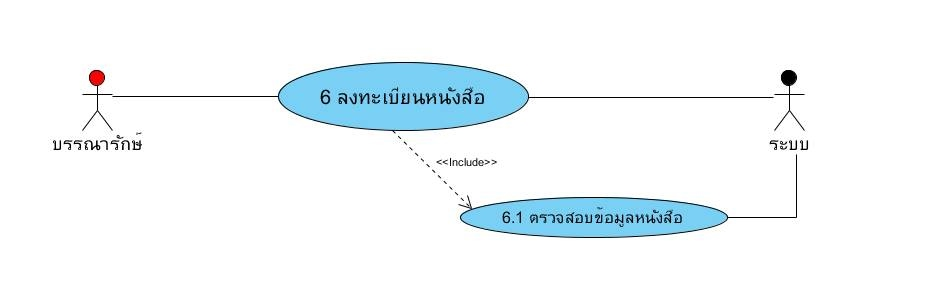 6 ลงทะเบียนหนังสือ
บรรณารักษ์
ระบบ
<<Include>>
6.1 ตรวจสอบข้อมูลหนังสือ